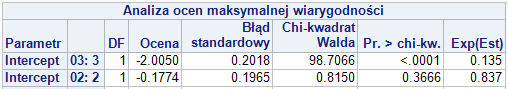 Analiza ocen maksymalnej wiarygodności
Parametr DF Ocena Błąd standardowy Chi-kwadrat Walda Pr. > chi-kw. Exp(Est)
Intercept 03: 3 1 -2.0050 0.2018 98.7066 <.0001 0.135
Intercept 02: 2 1 -0.1774 0.1965 0.8150 0.3666 0.837